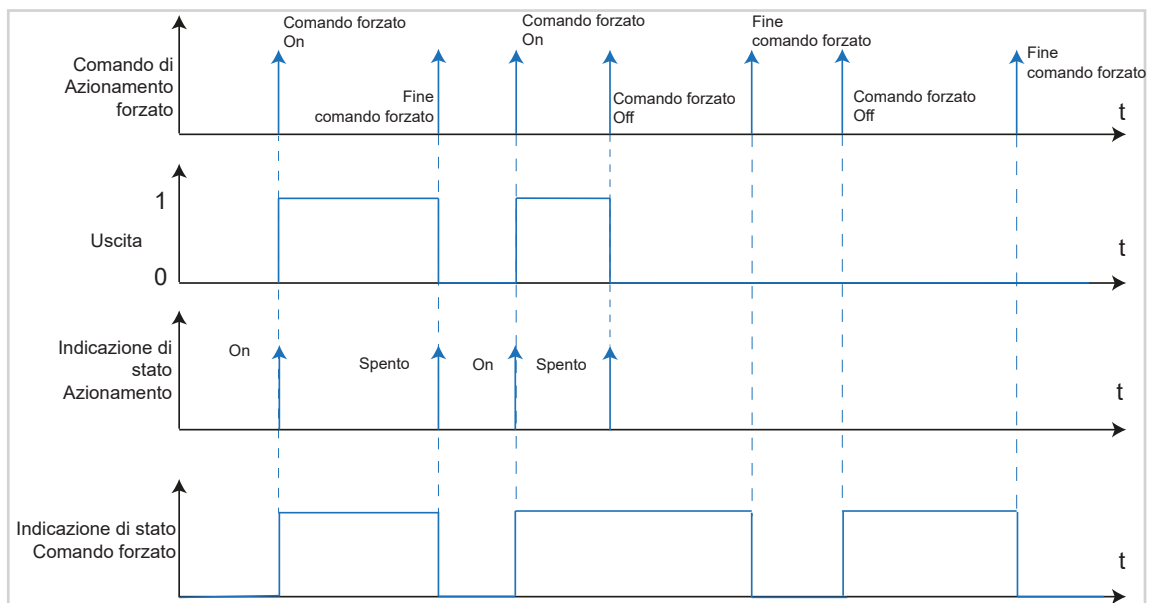 Comando forzato
On
Comando forzato
On
Fine
comando forzato
Fine
comando forzato
Comando di
Azionamento
forzato
Fine
comando forzato
Comando forzato
Off
Comando forzato
Off
t
1
Uscita
0
t
Indicazione di
stato
Azionamento
On
Spento
On
Spento
t
Indicazione di stato
Comando forzato
t